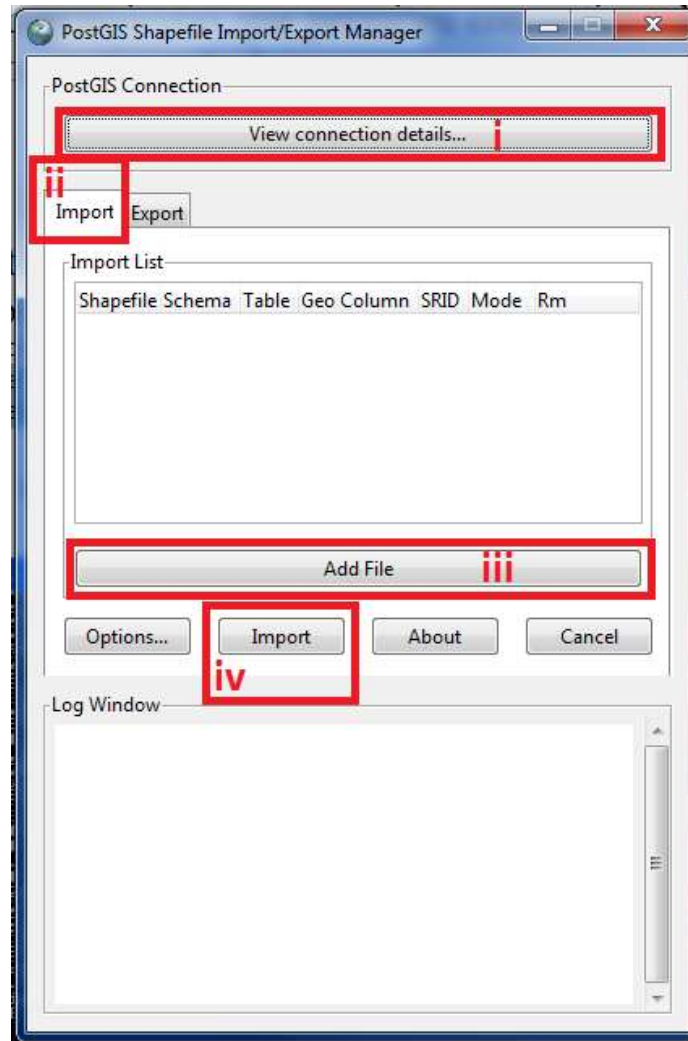 PostGIS Shapefile Import/Export Manager
PostGIS Connection
View connection details... i
ii
Import Export
Import List
Shapefile Schema Table Geo Column SRID Mode Rm
Add File iii
Options... Import About Cancel
iv
Log Window